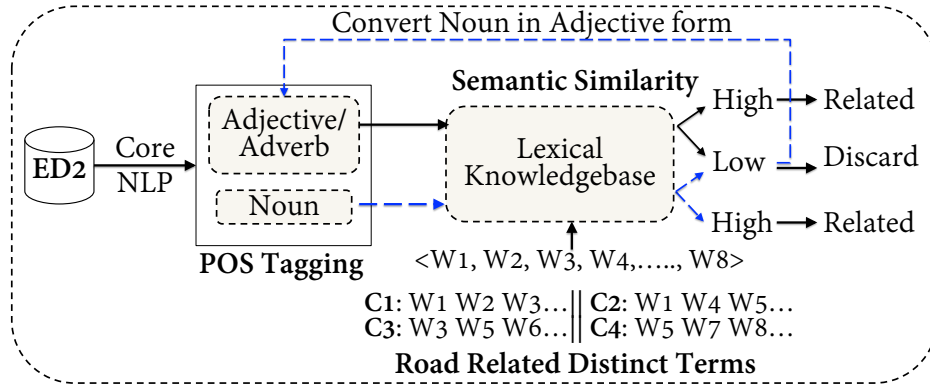 Convert Noun in Adjective form
Semantic Similarity
High
Related
Adjective/
Adverb
Core
NLP
ED2
Lexical
Knowledgebase
Low
Discard
Noun
High
Related
POS Tagging
<W1, W2, W3, W4,....., W8>
C1: W1 W2 W3...|| C2: W1 W4 W5...
C3: W3 W5 W6...|| C4: W5 W7 W8...
Road Related Distinct Terms